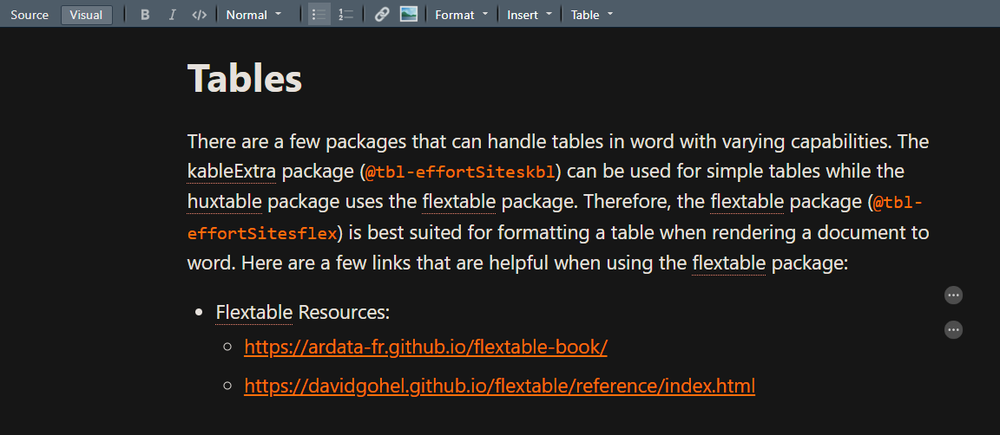 Source Visual B I </> Normal Format Insert Table
Tables
There are a few packages that can handle tables in word with varying capabilities. The
kableExtra package (@tbl-effortSiteskbl) can be used for simple tables while the
huxtable package uses the flextable package. Therefore, the flextable package (@tbl-
effortSitesflex) is best suited for formatting a table when rendering a document to
word. Here are a few links that are helpful when using the flextable package:
• Flextable Resources:
○ https://ardata-fr.github.io/flextable-book/
○ https://davidgohel.github.io/flextable/reference/index.html